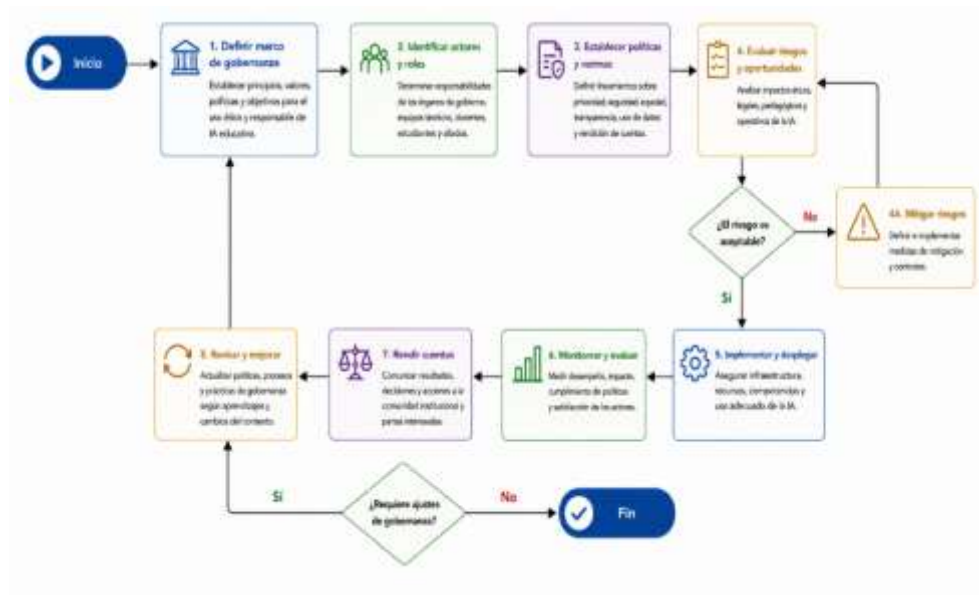 Inicio
1. Definir marco
de gobernanza
Establecer principios, valores,
políticas y objetivos para el
uso ético y responsable de
IA educativa.
2. Identificar actores
y roles
Determinar responsabilidades
de los órganos de gobierno,
equipos técnicos, docentes,
estudiantes y aliados.
3. Establecer políticas
y normas
Definir lineamientos sobre
privacidad, seguridad,
transparencia, uso de datos
y rendición de cuentas.
4. Evaluar riesgos
y oportunidades
Analizar impactos éticos,
legales, pedagógicos y
operativos de la IA.
¿El riesgo es
aceptable?
No
4A. Mitigar riesgos
Definir e implementar
medidas de mitigación
y controles.
Sí
8. Revisar y mejorar
Actualizar políticas, procesos
y prácticas de gobernanza
según aprendizajes y
cambios del contexto.
7. Rendir cuentas
Comunicar resultados,
decisiones y acciones a la
comunidad institucional y
partes interesadas.
6. Monitorear y evaluar
Medir desempeño, impacto,
cumplimiento de políticas
y satisfacción de los actores.
5. Implementar y desplegar
Asegurar infraestructura,
recursos, competencias y
uso adecuado de la IA.
Sí
¿Requiere ajustes
de gobernanza?
No
Fin